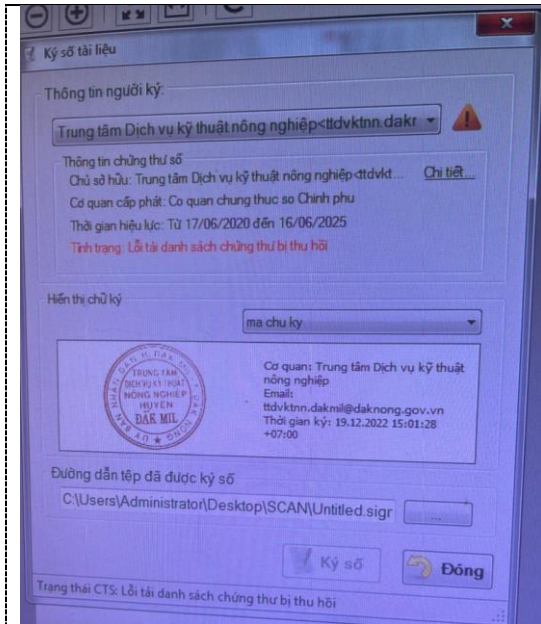 Ký số tài liệu
Thông tin người ký:
Trung tâm Dịch vụ kỹ thuật nông nghiệp<ttdvktnn.dakr
Thông tin chứng thư số
Chủ sở hữu: Trung tâm Dịch vụ kỹ thuật nông nghiệp<ttdvkt... Chi tiết...
Cơ quan cấp phát: Co quan chung thuc so Chinh phu
Thời gian hiệu lực: Từ 17/06/2020 đến 16/06/2025
Tình trạng: Lỗi tải danh sách chứng thư bị thu hồi
Hiển thị chữ ký
ma chu ky
TRUNG TÂM
DỊCH VỤ KỸ THUẬT
NÔNG NGHIỆP
HUYỆN
ĐĂK MIL
Cơ quan: Trung tâm Dịch vụ kỹ thuật
nông nghiệp
Email:
ttdvktnn.dakmil@daknong.gov.vn
Thời gian ký: 19.12.2022 15:01:28
+07:00
Đường dẫn tệp đã được ký số
C:\Users\Administrator\Desktop\SCAN\Untitled.sigr ...
Ký số
Đóng
Trạng thái CTS: Lỗi tải danh sách chứng thư bị thu hồi